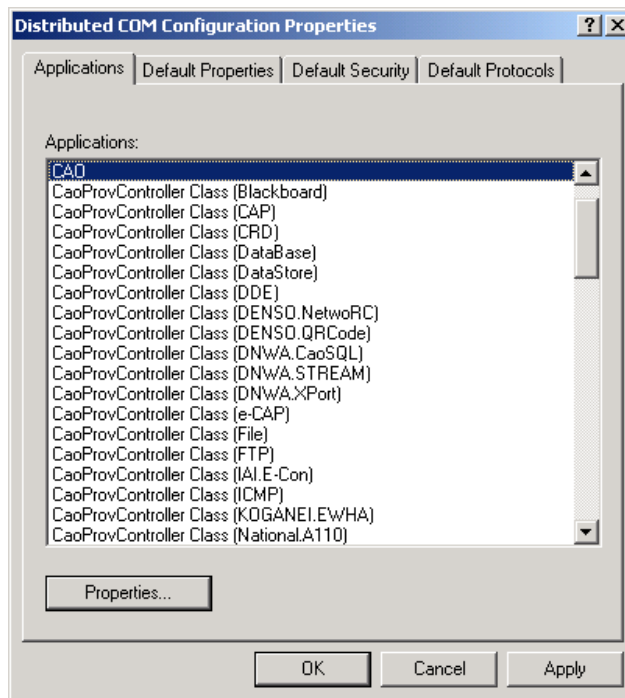 Distributed COM Configuration Properties
Applications Default Properties Default Security Default Protocols
Applications:
CAO
CaoProvController Class (Blackboard)
CaoProvController Class (CAP)
CaoProvController Class (CRD)
CaoProvController Class (DataBase)
CaoProvController Class (DataStore)
CaoProvController Class (DDE)
CaoProvController Class (DENSO.NetwoRC)
CaoProvController Class (DENSO.QRCode)
CaoProvController Class (DNWA.CaoSQL)
CaoProvController Class (DNWA.STREAM)
CaoProvController Class (DNWA.XPort)
CaoProvController Class (e-CAP)
CaoProvController Class (File)
CaoProvController Class (FTP)
CaoProvController Class (IAI.E-Con)
CaoProvController Class (ICMP)
CaoProvController Class (KOGANEI.EWHA)
CaoProvController Class (National.A110)
Properties...
OK Cancel Apply